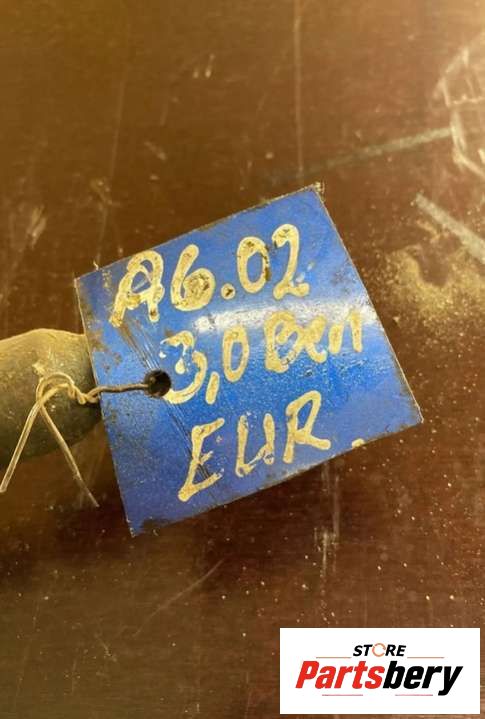 A6.02
3,0 Ben
EUR.
STORE
Partsbery